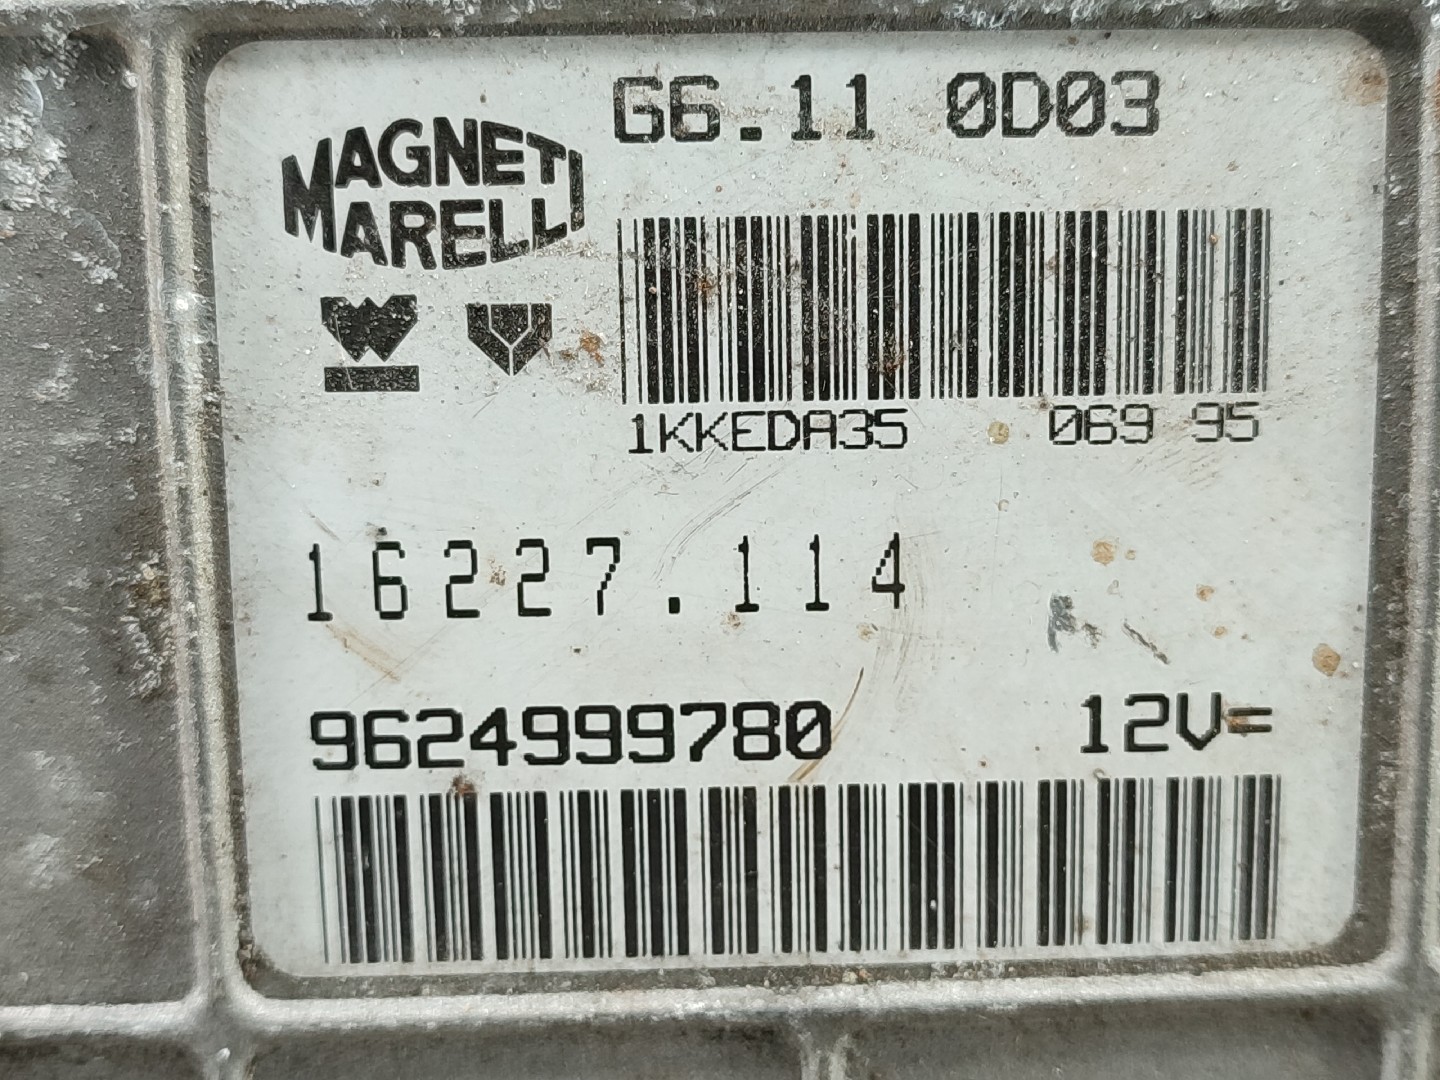 G6.11 0D03
MAGNETI
MARELLI
1KKEDA35 069 95
16227.114
9624999780 12V=